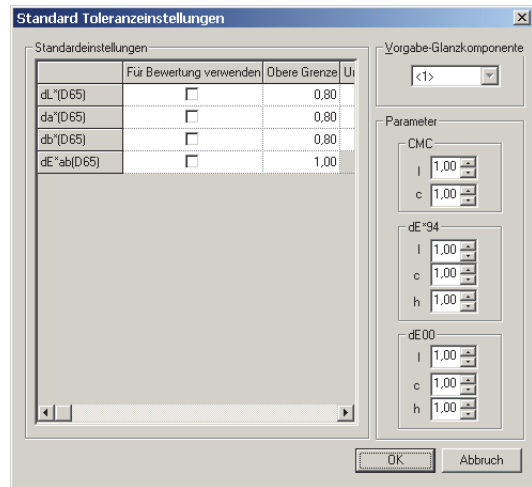 Standard Toleranzeinstellungen
Standardeinstellungen
Für Bewertung verwenden Obere Grenze
dL*(D65) 0,80
da*(D65) 0,80
db*(D65) 0,80
dE*ab(D65) 1,00
Vorgabe-Glanzkomponente
<1>
Parameter
CMC
l 1,00
c 1,00
dE*94
l 1,00
c 1,00
h 1,00
dE00
l 1,00
c 1,00
h 1,00
OK Abbruch